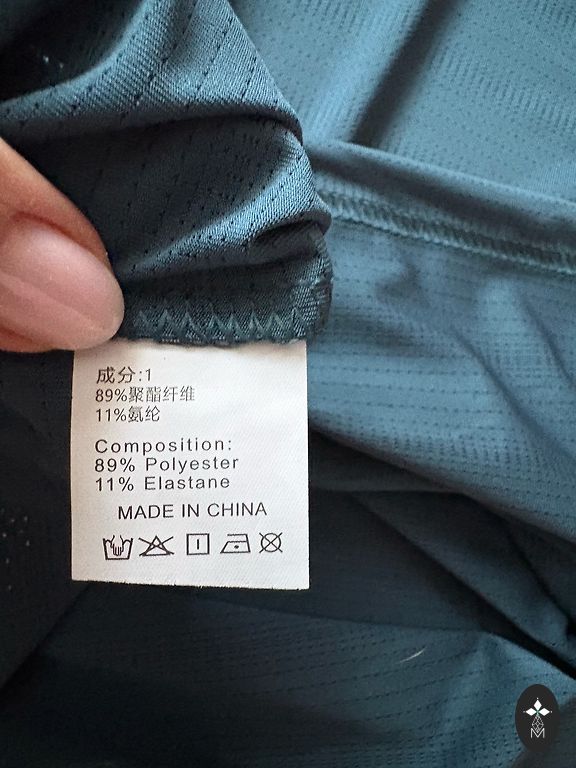 成分:1
89%聚酯纤维
11%氨纶
Composition:
89% Polyester
11% Elastane
MADE IN CHINA
M